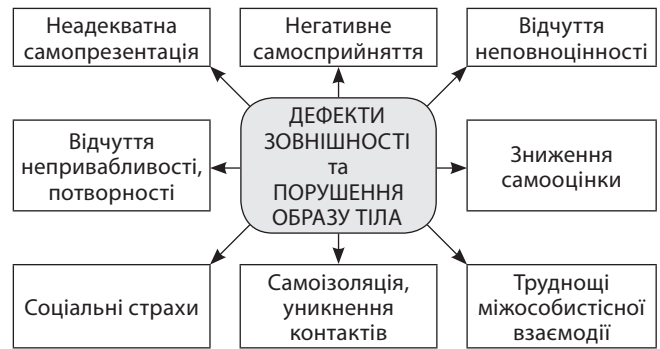 Неадекватна
самопрезентація
Негативне
самосприйняття
Відчуття
неповноцінності
Відчуття
непривабливості,
потворності
ДЕФЕКТИ
ЗОВНІШНОСТІ
та
ПОРУШЕННЯ
ОБРАЗУ ТІЛА
Зниження
самооцінки
Соціальні страхи
Самоізоляція,
уникнення
контактів
Труднощі
міжособистісної
взаємодії